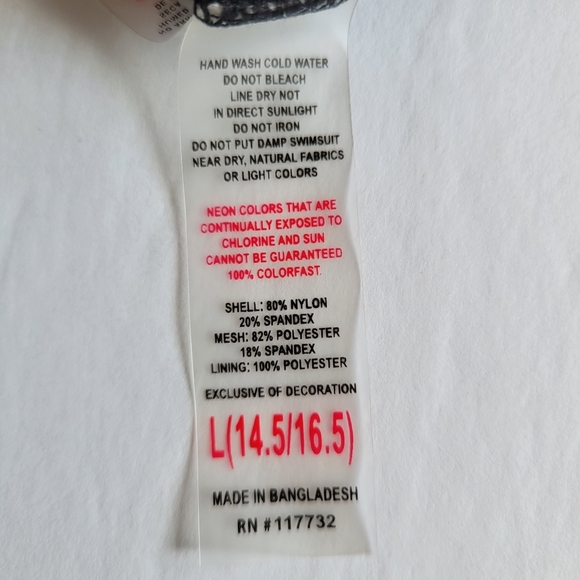 HAND WASH COLD WATER
DO NOT BLEACH
LINE DRY NOT
IN DIRECT SUNLIGHT
DO NOT IRON
DO NOT PUT DAMP SWIMSUIT
NEAR DRY, NATURAL FABRICS
OR LIGHT COLORS
NEON COLORS THAT ARE
CONTINUALLY EXPOSED TO
CHLORINE AND SUN
CANNOT BE GUARANTEED
100% COLORFAST.
SHELL: 80% NYLON
20% SPANDEX
MESH: 82% POLYESTER
18% SPANDEX
LINING: 100% POLYESTER
EXCLUSIVE OF DECORATION
L(14.5/16.5)
MADE IN BANGLADESH
RN #117732